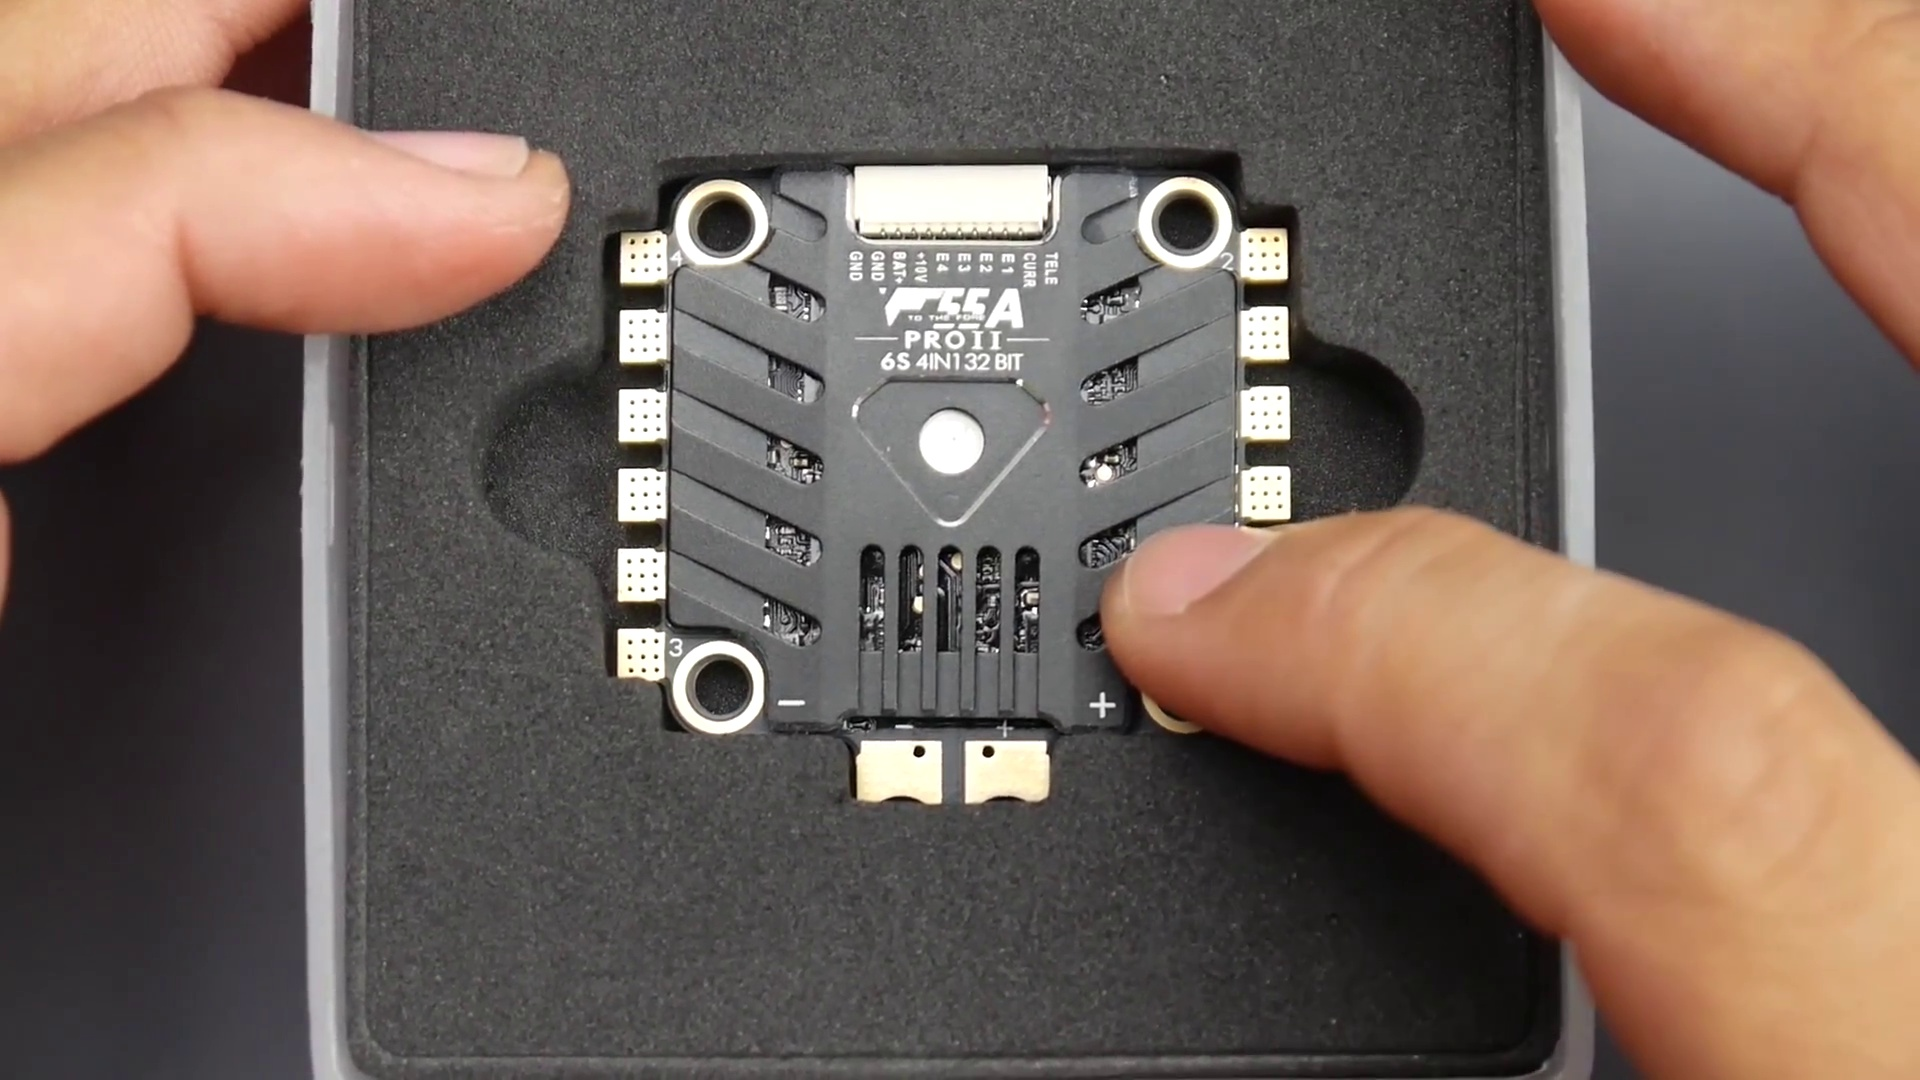 GND GND BAT+ +10V E4 E3 E2 E1 CURR TELE
4
2
F55A
TO THE FORE
PROII
6S 4IN1 32 BIT
3
- +
- +